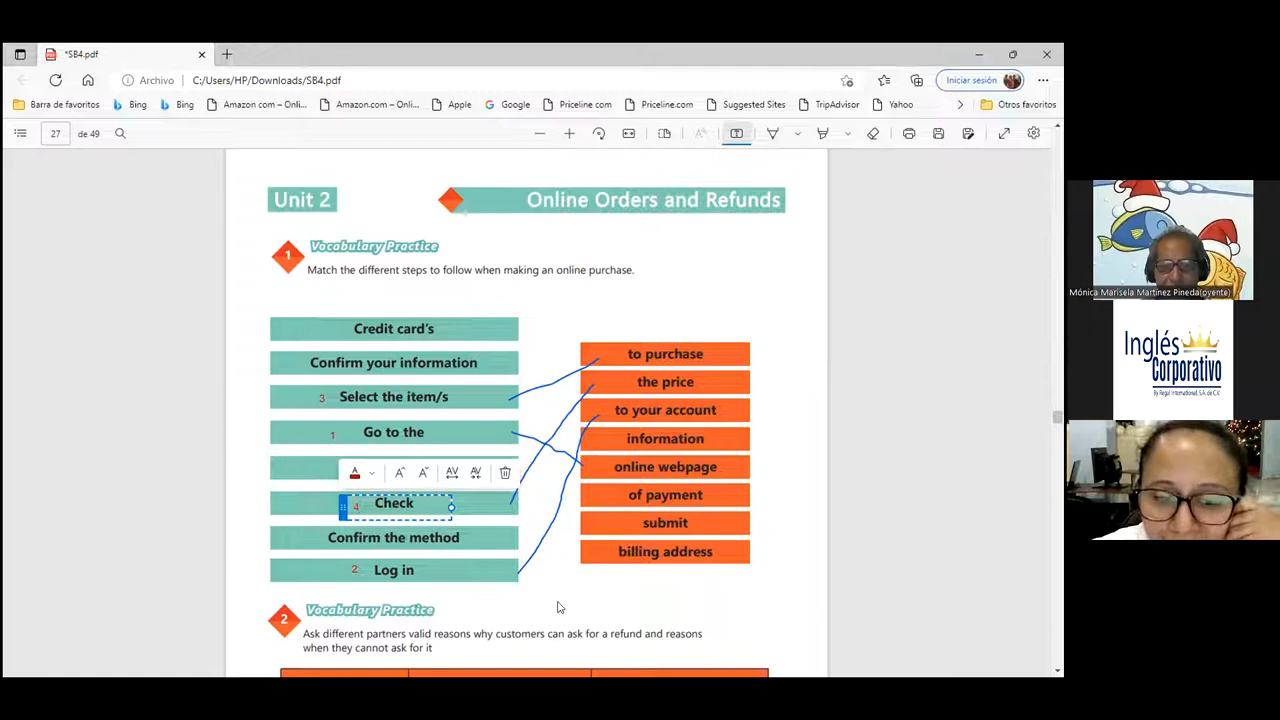 *SB4.pdf
Archivo C:/Users/HP/Downloads/SB4.pdf Iniciar sesión
Barra de favoritos Bing Bing Amazon com – Onli... Amazon.com – Onli... Apple Google Priceline com Priceline.com Suggested Sites TripAdvisor Yahoo Otros favoritos
27 de 49
Unit 2 Online Orders and Refunds
1 Vocabulary Practice
Match the different steps to follow when making an online purchase.
Credit card's
Confirm your information
3 Select the item/s
1 Go to the
4 Check
Confirm the method
2 Log in
to purchase
the price
to your account
information
online webpage
of payment
submit
billing address
2 Vocabulary Practice
Ask different partners valid reasons why customers can ask for a refund and reasons
when they cannot ask for it
Mónica Marisela Martínez Pineda(oyente)
Inglés
Corporativo
By Regal International, S.A. de C.V.